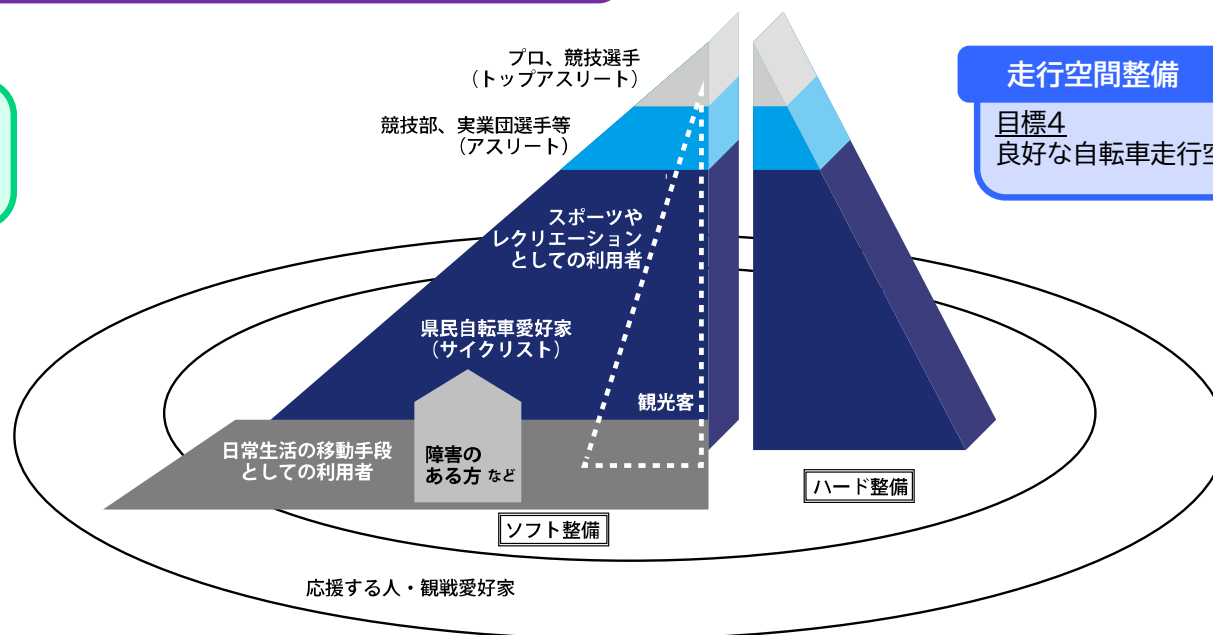 プロ、競技選手
（トップアスリート）
競技部、実業団選手等
（アスリート）
走行空間整備
目標4
良好な自転車走行空
スポーツや
レクリエーション
としての利用者
県民自転車愛好家
（サイクリスト）
観光客
日常生活の移動手段
としての利用者
障害の
ある方 など
ハード整備
ソフト整備
応援する人・観戦愛好家